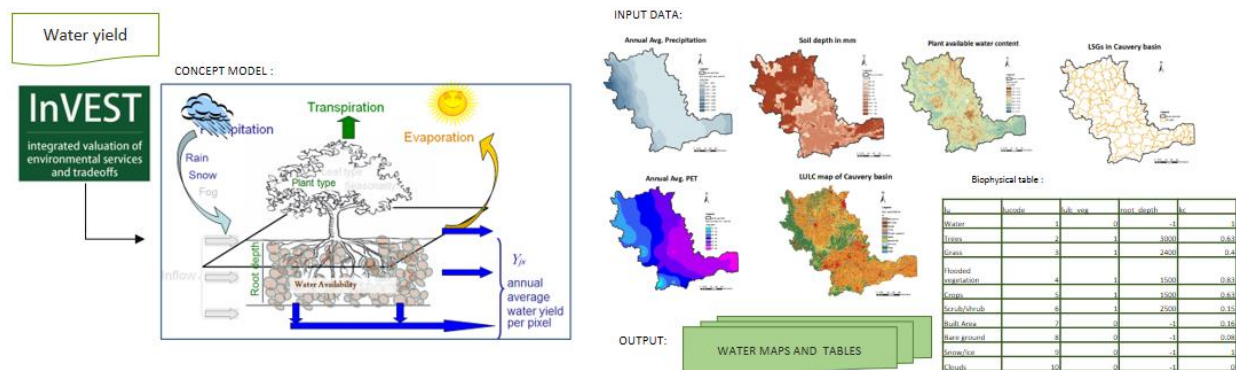 Water yield
InVEST
integrated valuation of
environmental services
and tradeoffs
CONCEPT MODEL :
Precipitation
Transpiration
Evaporation
Rain
Snow
Fog
Leaf type
Plant type
Seasonality
Inflow
Root depth
Water Availability
Yjx
annual
average
water yield
per pixel
INPUT DATA:
Annual Avg. Precipitation
Soil depth in mm
Plant available water content
LSGs in Cauvery basin
Annual Avg. PET
LULC map of Cauvery basin
Biophysical table :
lu lucode lulc_veg root_depth kc
Water 1 0 -1 1
Trees 2 1 5000 0.63
Grass 3 1 2400 0.4
Flooded
vegetation 4 1 1500 0.83
Crops 5 1 1500 0.63
Scrub/shrub 6 1 2500 0.15
Built Area 7 0 -1 0.16
Bare ground 8 0 -1 0.08
Snow/Ice 9 0 -1 1
Clouds 10 0 -1 0
OUTPUT:
WATER MAPS AND TABLES